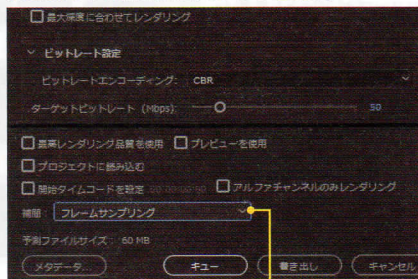 最大深度に合わせてレンダリング
ビットレート設定
ビットレートエンコーディング: CBR
ターゲットビットレート (Mbps): 50
最高レンダリング品質を使用 プレビューを使用
プロジェクトに読み込む
開始タイムコードを設定 00:00:00:00 アルファチャンネルのみレンダリング
補間: フレームサンプリング
予測ファイルサイズ: 60 MB
メタデータ... キュー 書き出し キャンセル